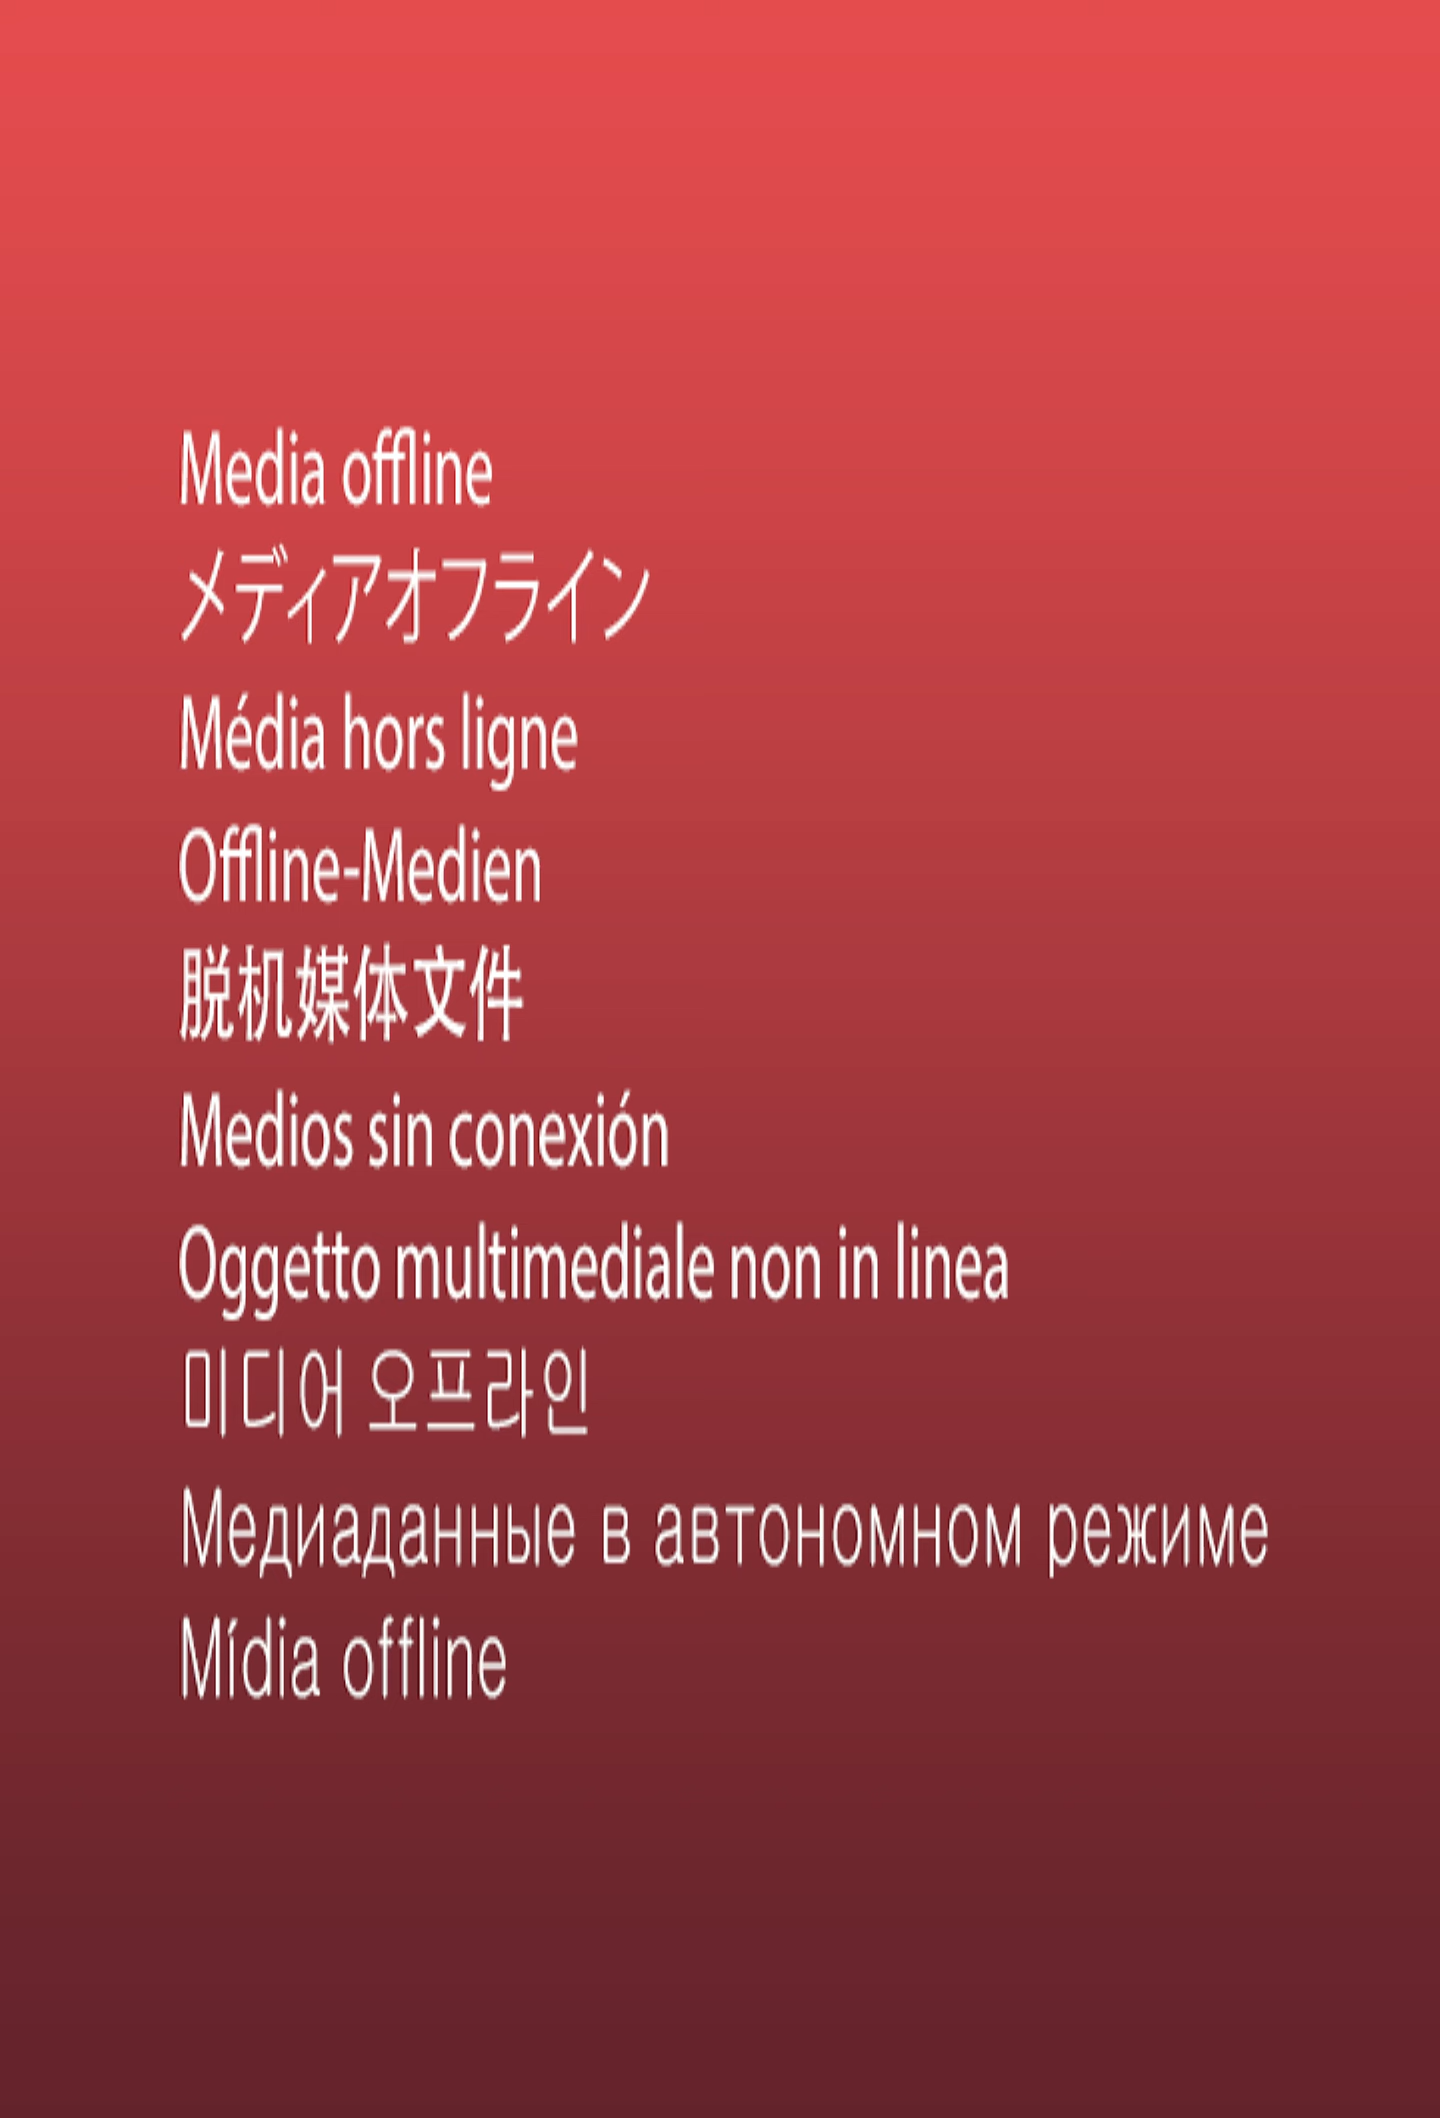 Media offline
メディアオフライン
Média hors ligne
Offline-Medien
脱机媒体文件
Medios sin conexión
Oggetto multimediale non in linea
미디어 오프라인
Медиаданные в автономном режиме
Mídia offline